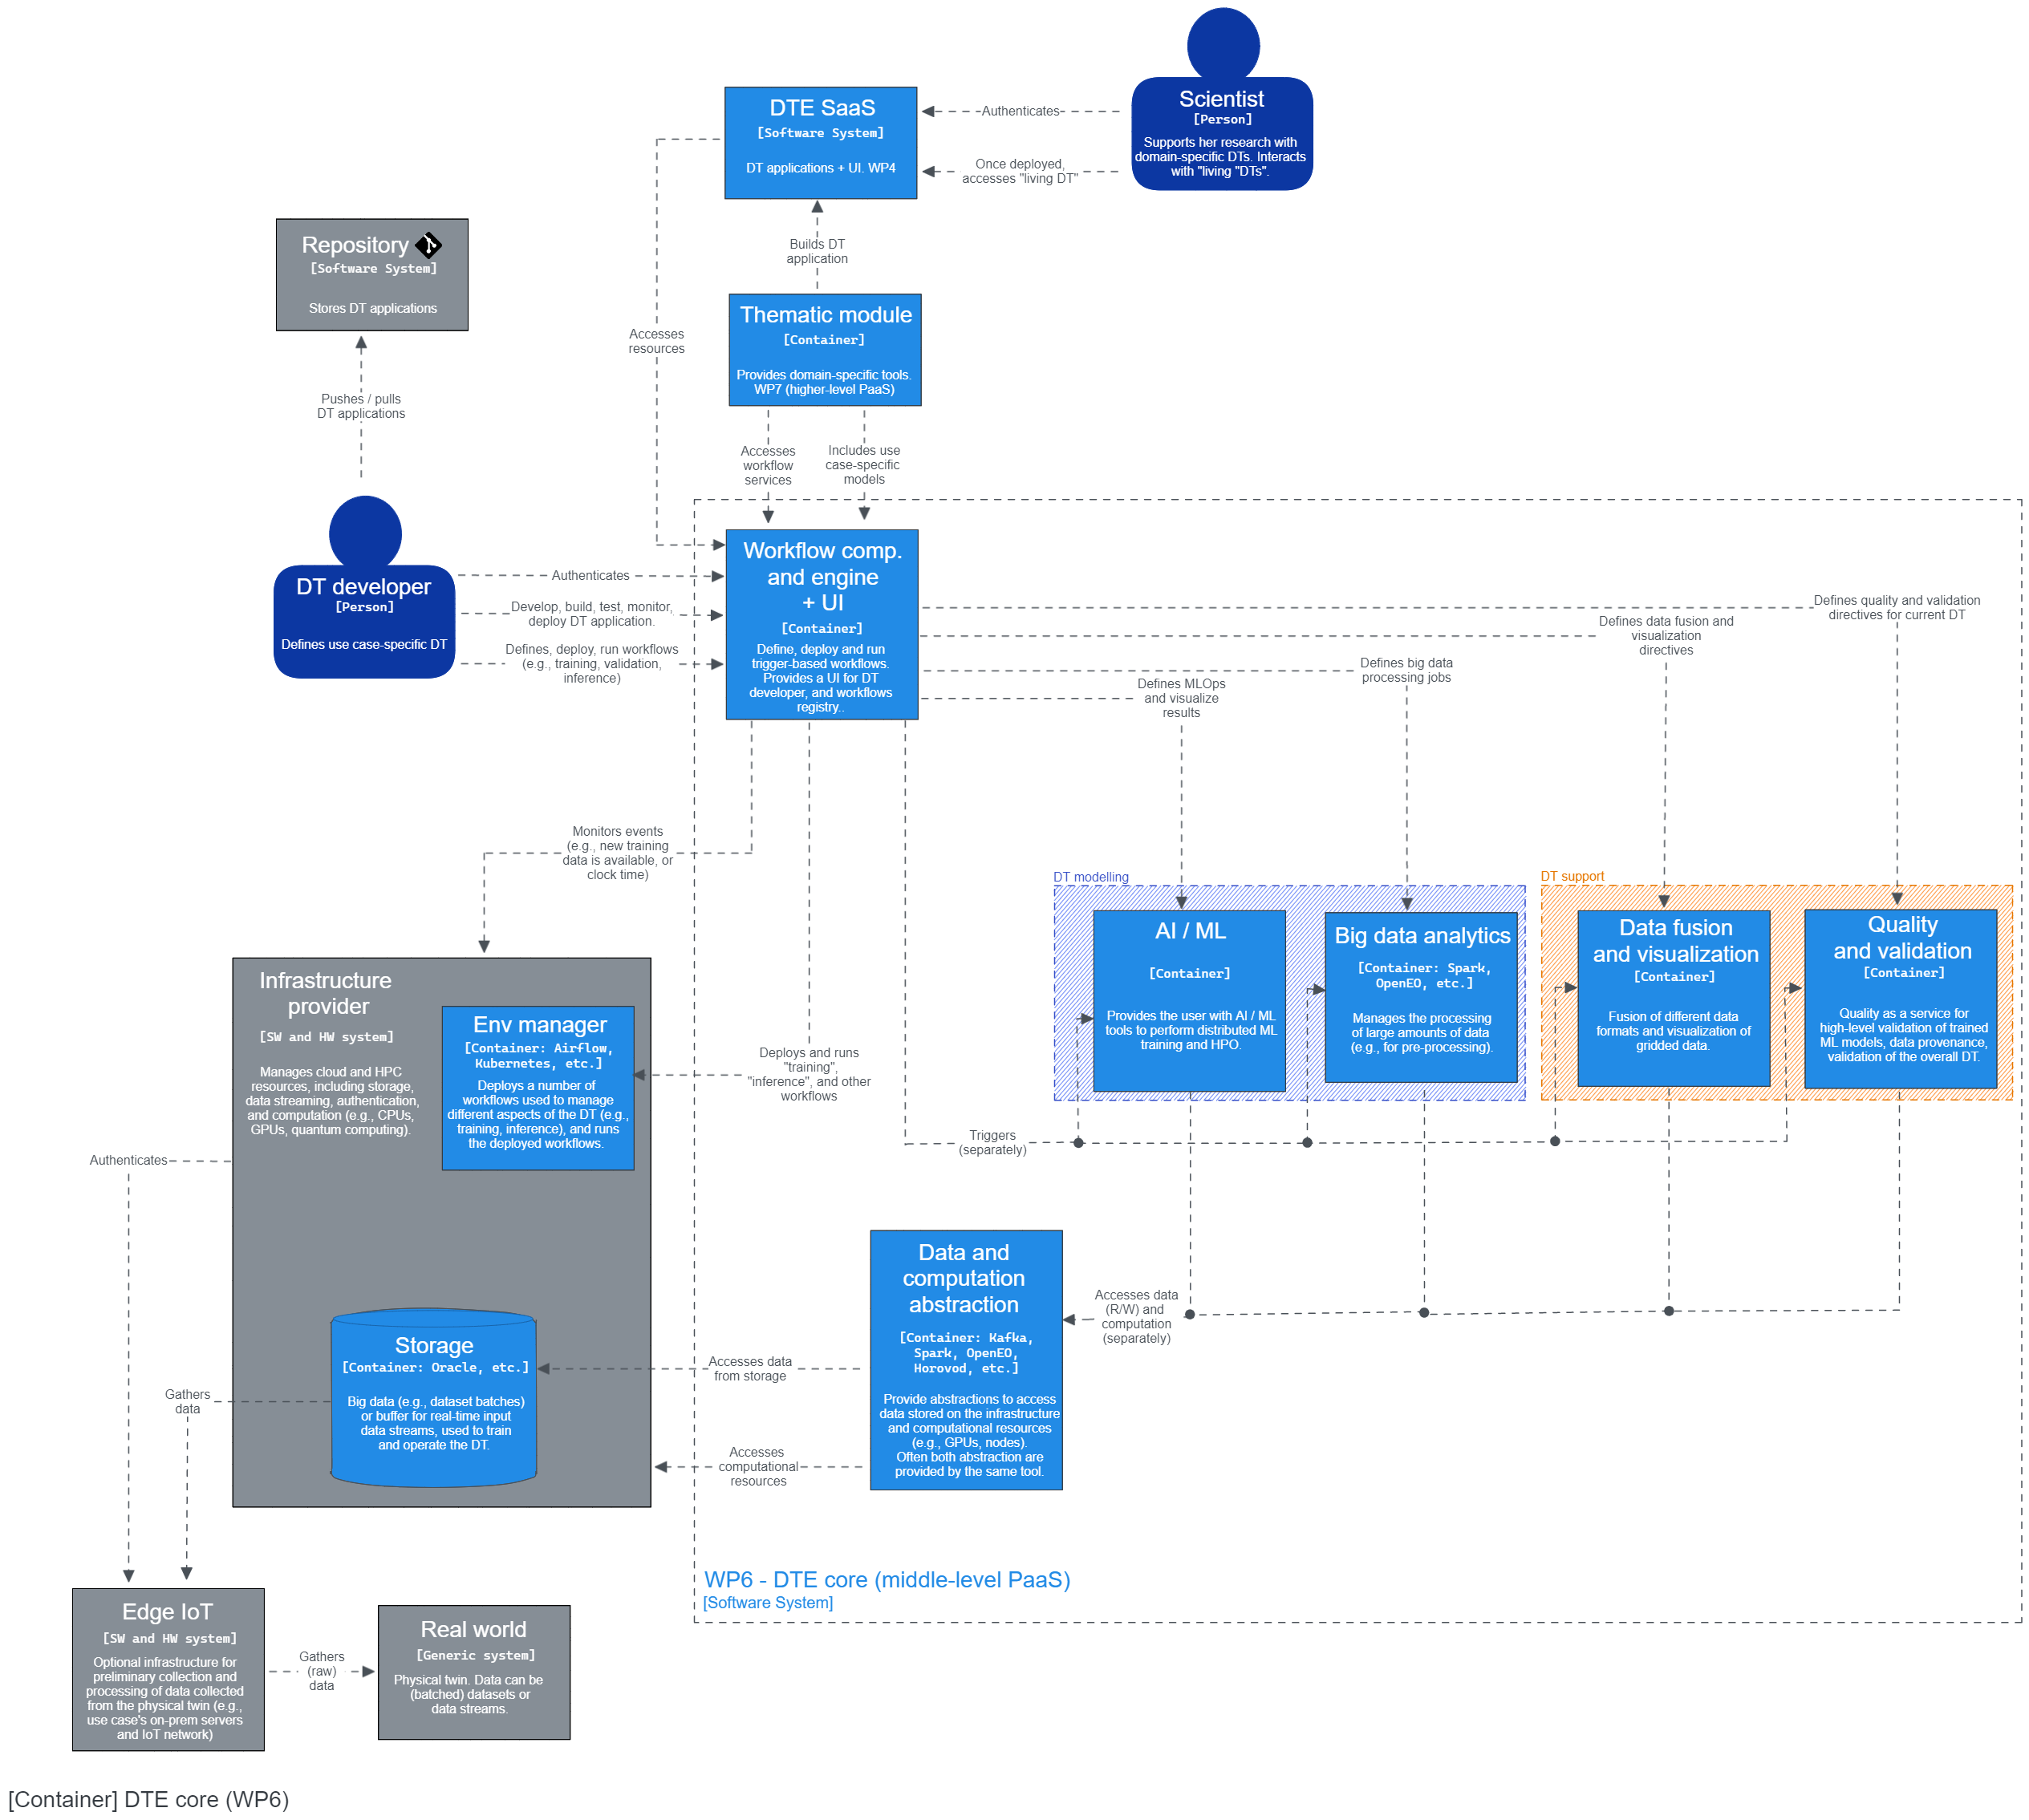 Scientist
[Person]
Supports her research with
domain-specific DTs. Interacts
with "living "DTs".
DTE SaaS
[Software System]
DT applications + UI. WP4
Authenticates
Once deployed,
accesses "living DT"
Builds DT
application
Repository
[Software System]
Stores DT applications
Thematic module
[Container]
Provides domain-specific tools.
WP7 (higher-level PaaS)
Accesses
resources
Pushes / pulls
DT applications
Accesses
workflow
services
Includes use
case-specific
models
DT developer
[Person]
Defines use case-specific DT
Authenticates
Develop, build, test, monitor,
deploy DT application.
Defines, deploy, run workflows
(e.g., training, validation,
inference)
Workflow comp.
and engine
+ UI
[Container]
Define, deploy and run
trigger-based workflows.
Provides a UI for DT
developer, and workflows
registry..
Defines quality and validation
directives for current DT
Defines data fusion and
visualization
directives
Defines big data
processing jobs
Defines MLOps
and visualize
results
Monitors events
(e.g., new training
data is available, or
clock time)
DT modelling
DT support
AI / ML
[Container]
Provides the user with AI / ML
tools to perform distributed ML
training and HPO.
Big data analytics
[Container: Spark,
OpenEO, etc.]
Manages the processing
of large amounts of data
(e.g., for pre-processing).
Data fusion
and visualization
[Container]
Fusion of different data
formats and visualization of
gridded data.
Quality
and validation
[Container]
Quality as a service for
high-level validation of trained
ML models, data provenance,
validation of the overall DT.
Infrastructure
provider
[SW and HW system]
Manages cloud and HPC
resources, including storage,
data streaming, authentication,
and computation (e.g., CPUs,
GPUs, quantum computing).
Env manager
[Container: Airflow,
Kubernetes, etc.]
Deploys a number of
workflows used to manage
different aspects of the DT (e.g.,
training, inference), and runs
the deployed workflows.
Deploys and runs
"training",
"inference", and other
workflows
Triggers
(separately)
Authenticates
Data and
computation
abstraction
[Container: Kafka,
Spark, OpenEO,
Horovod, etc.]
Provide abstractions to access
data stored on the infrastructure
and computational resources
(e.g., GPUs, nodes).
Often both abstraction are
provided by the same tool.
Accesses data
(R/W) and
computation
(separately)
Storage
[Container: Oracle, etc.]
Big data (e.g., dataset batches)
or buffer for real-time input
data streams, used to train
and operate the DT.
Accesses data
from storage
Gathers
data
Accesses
computational
resources
WP6 - DTE core (middle-level PaaS)
[Software System]
Edge IoT
[SW and HW system]
Optional infrastructure for
preliminary collection and
processing of data collected
from the physical twin (e.g.,
use case's on-prem servers
and IoT network)
Gathers
(raw)
data
Real world
[Generic system]
Physical twin. Data can be
(batched) datasets or
data streams.
[Container] DTE core (WP6)